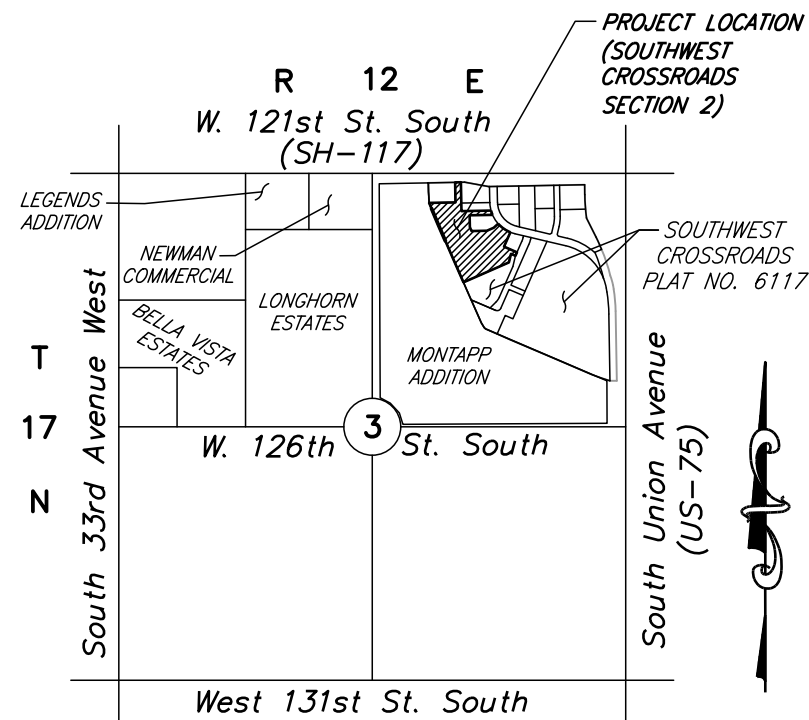 PROJECT LOCATION
(SOUTHWEST
CROSSROADS
SECTION 2)
R 12 E
W. 121st St. South
(SH-117)
LEGENDS
ADDITION
NEWMAN
COMMERCIAL
SOUTHWEST
CROSSROADS
PLAT NO. 6117
LONGHORN
ESTATES
BELLA VISTA
ESTATES
MONTAPP
ADDITION
T
17
N
South 33rd Avenue West
3
W. 126th St. South
South Union Avenue
(US-75)
West 131st St. South